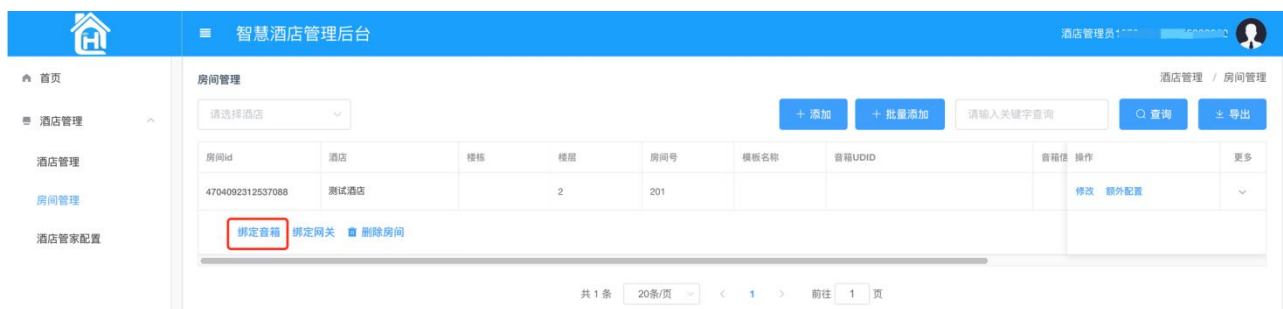 智慧酒店管理后台
酒店管理员
首页
酒店管理
酒店管理
房间管理
酒店管家配置
房间管理
酒店管理 / 房间管理
请选择酒店
+ 添加
+ 批量添加
请输入关键字查询
查询
导出
房间id 酒店 楼栋 楼层 房间号 模板名称 音箱UDID 音箱信 操作 更多
4704092312537088 测试酒店 2 201 修改 额外配置
绑定音箱 绑定网关 删除房间
共 1 条 20条/页 < 1 > 前往 1 页